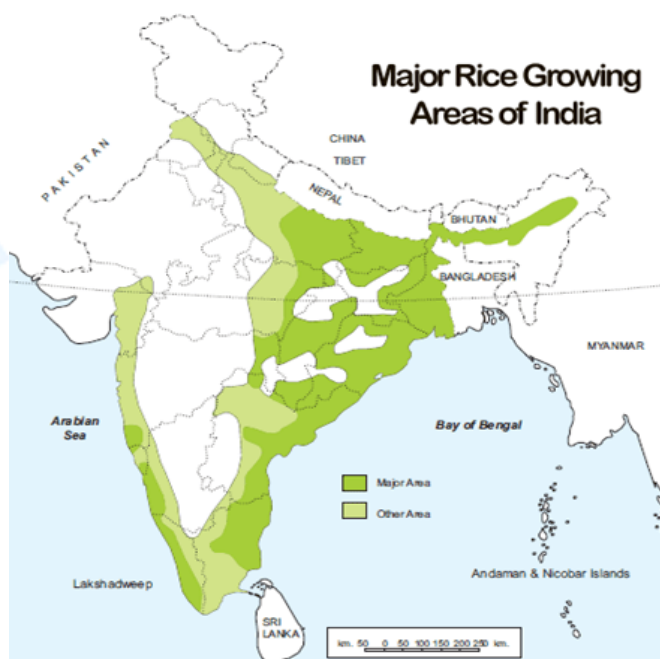 Major Rice Growing
Areas of India
CHINA
TIBET
PAKISTAN
NEPAL
BHUTAN
BANGLADESH
MYANMAR
Arabian
Sea
Bay of Bengal
Major Area
Other Area
Lakshadweep
Andaman & Nicobar Islands
SRI
LANKA
km. 50 0 50 100 150 200 250 km.